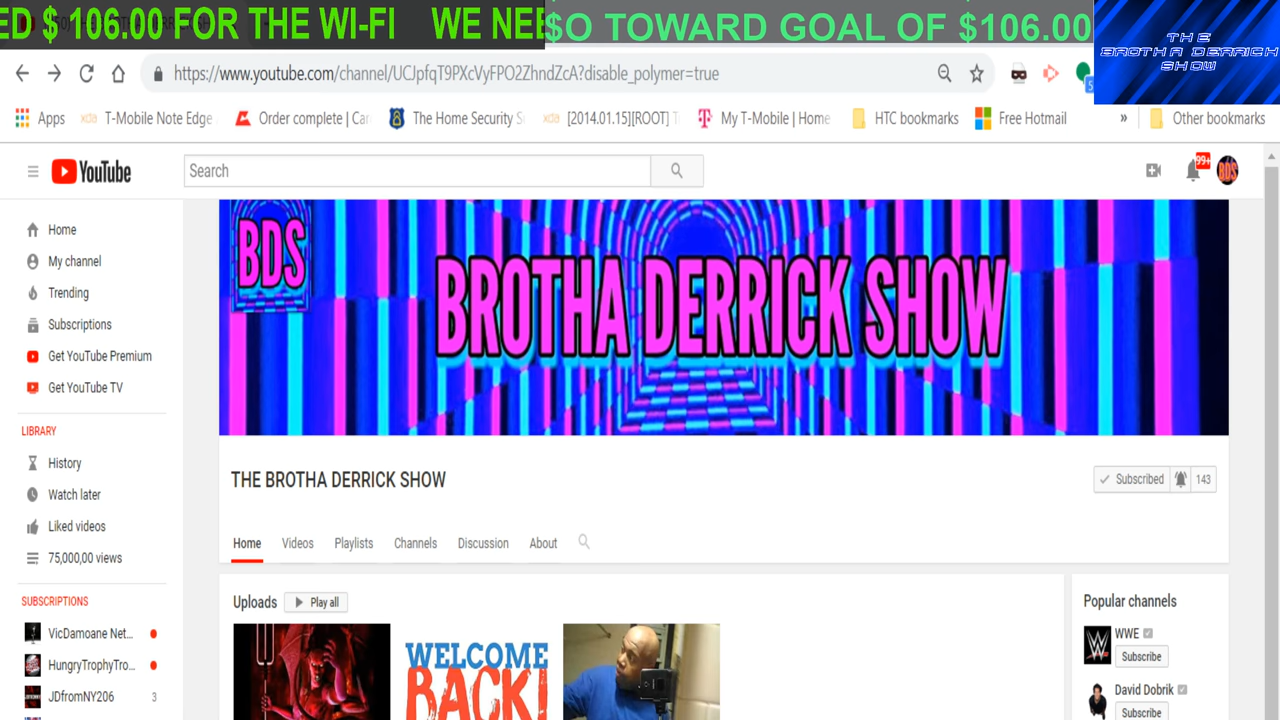 ED $ 106.00 FOR THE WI-FI WE NEE
SO TOWARD GOAL OF $106.00
THE
BROTHA DERRICK
SHOW
https://www.youtube.com/channel/UCJpfqT9PXcVyEPd2ZhndZcA?disable_polymer=true
Apps
T-Mobile Note Edge
Order complete | Car
The Home Security S
[2014.01.15][ROOT] T
My T-Mobile | Home
HTC bookmarks
Free Hotmail
»
Other bookmarks
YouTube
Search
99+
BDS
Home
My channel
Trending
Subscriptions
Get YouTube Premium
Get YouTube TV
LIBRARY
History
Watch later
Liked videos
75,000,00 views
SUBSCRIPTIONS
VicDamoane Net...
HungryTrophyTro...
JDfromNY206 3
BDS
BROTHA DERRICK SHOW
THE BROTHA DERRICK SHOW
Subscribed 143
Home Videos Playlists Channels Discussion About
Uploads Play all
WELCOME
BACK!
Popular channels
WWE
Subscribe
David Dobrik
Subscribe